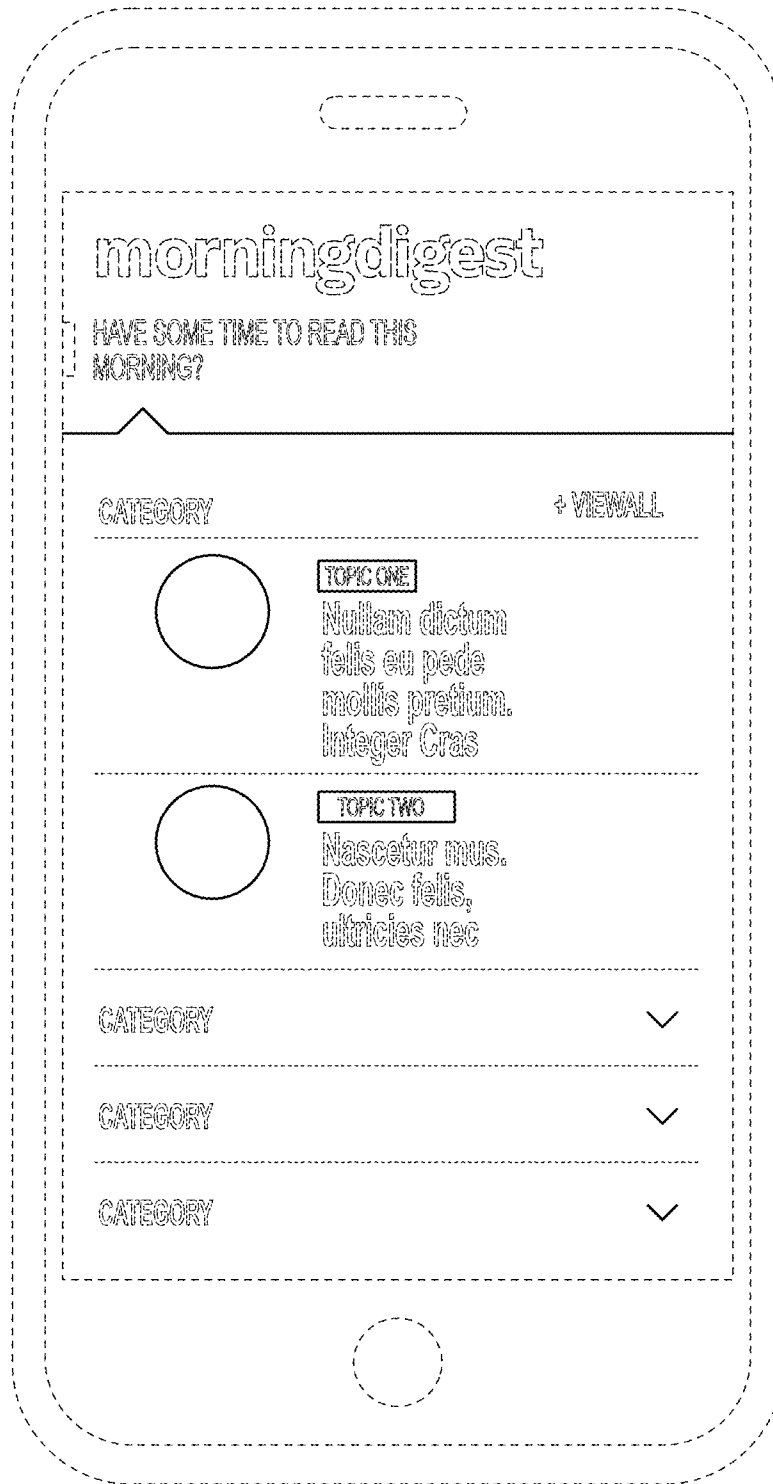 morningdigest
HAVE SOME TIME TO READ THIS
MORNING?
CATEGORY
+ VIEWALL
TOPIC ONE
Nullam dictum
felis eu pede
mollis pretium.
Integer Cras
TOPIC TWO
Nascetur mus.
Donec felis,
ultricies nec
CATEGORY
CATEGORY
CATEGORY